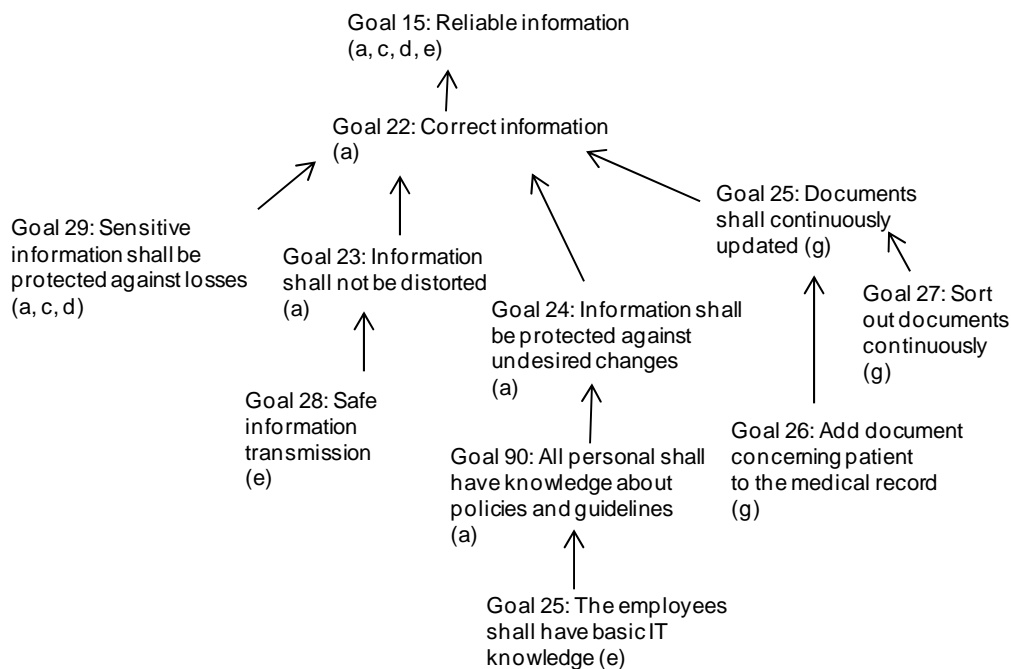 Goal 15: Reliable information
(a, c, d, e)
Goal 22: Correct information
(a)
Goal 29: Sensitive
information shall be
protected against losses
(a, c, d)
Goal 23: Information
shall not be distorted
(a)
Goal 24: Information shall
be protected against
undesired changes
(a)
Goal 25: Documents
shall continuously
updated (g)
Goal 27: Sort
out documents
continuously
(g)
Goal 28: Safe
information
transmission
(e)
Goal 90: All personal shall
have knowledge about
policies and guidelines
(a)
Goal 26: Add document
concerning patient
to the medical record
(g)
Goal 25: The employees
shall have basic IT
knowledge (e)